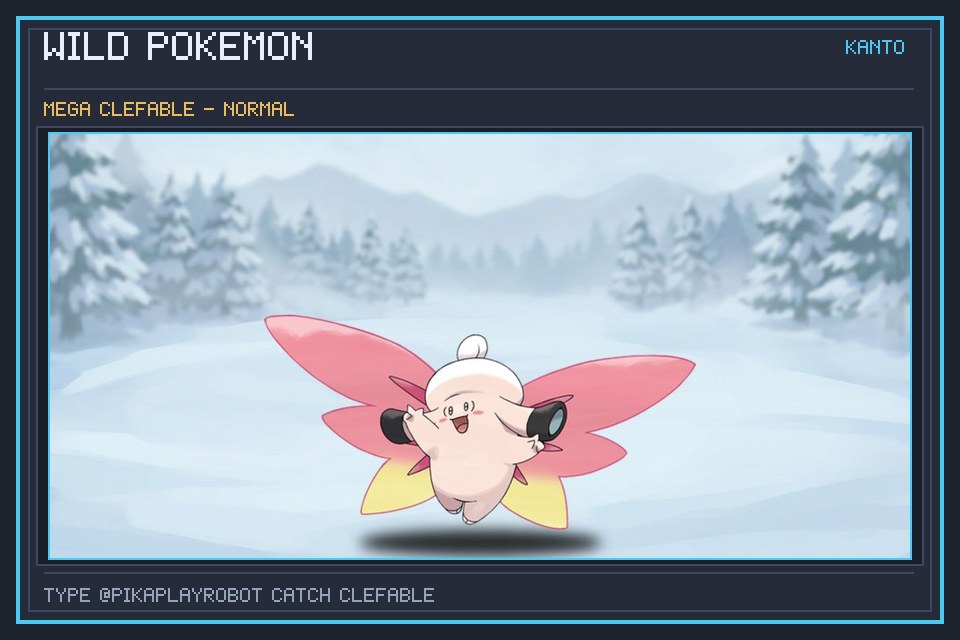 WILD POKEMON
KANTO
MEGA CLEFABLE - NORMAL
TYPE @PIKAPLAYROBOT CATCH CLEFABLE